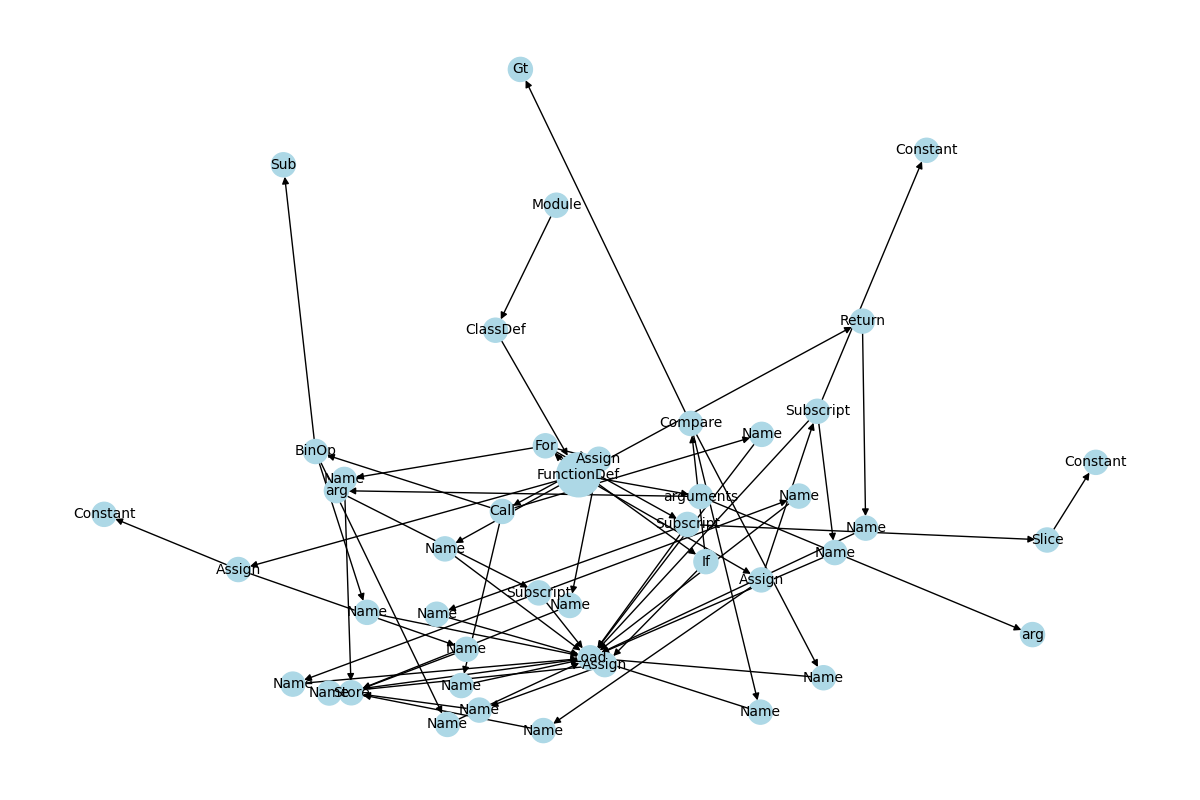 Gt
Constant
Sub
Module
Return
ClassDef
Subscript
Compare
Name
For
BinOp
Assign
Constant
FunctionDef
Name
arg
arguments
Name
Call
Constant
Subscript
Name
Slice
Name
Name
If
Assign
Assign
Subscript
Name
Name
Name
arg
Name
Load
Assign
Name
Name
Name
Name
Store
Name
Name
Name
Name